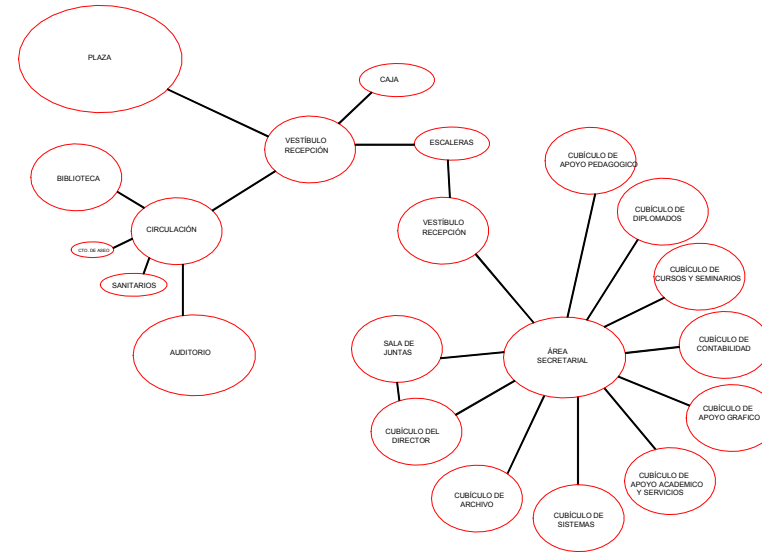 PLAZA
CAJA
VESTÍBULO
RECEPCIÓN
ESCALERAS
CUBÍCULO DE
APOYO PEDAGOGICO
BIBLIOTECA
CUBÍCULO DE
DIPLOMADOS
CIRCULACIÓN
VESTÍBULO
RECEPCIÓN
CTO. DE ASEO
CUBÍCULO DE
CURSOS Y SEMINARIOS
SANITARIOS
CUBÍCULO DE
CONTABILIDAD
AUDITORIO
SALA DE
JUNTAS
ÁREA
SECRETARIAL
CUBÍCULO DE
APOYO GRAFICO
CUBÍCULO DEL
DIRECTOR
CUBÍCULO DE
APOYO ACADEMICO
Y SERVICIOS
CUBÍCULO DE
ARCHIVO
CUBÍCULO DE
SISTEMAS